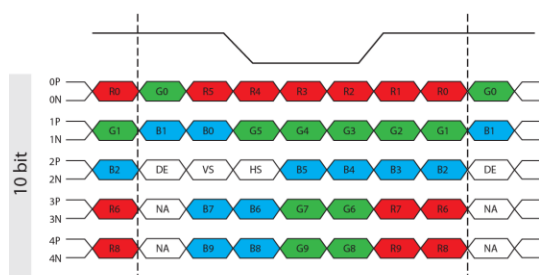 10 bit
0P R0 G0 R5 R4 R3 R2 R1 R0 G0
0N
1P G1 B1 B0 G5 G4 G3 G2 G1 B1
1N
2P B2 DE VS HS B5 B4 B3 B2 DE
2N
3P R6 NA B7 B6 G7 G6 R7 R6 NA
3N
4P R8 NA B9 B8 G9 G8 R9 R8 NA
4N